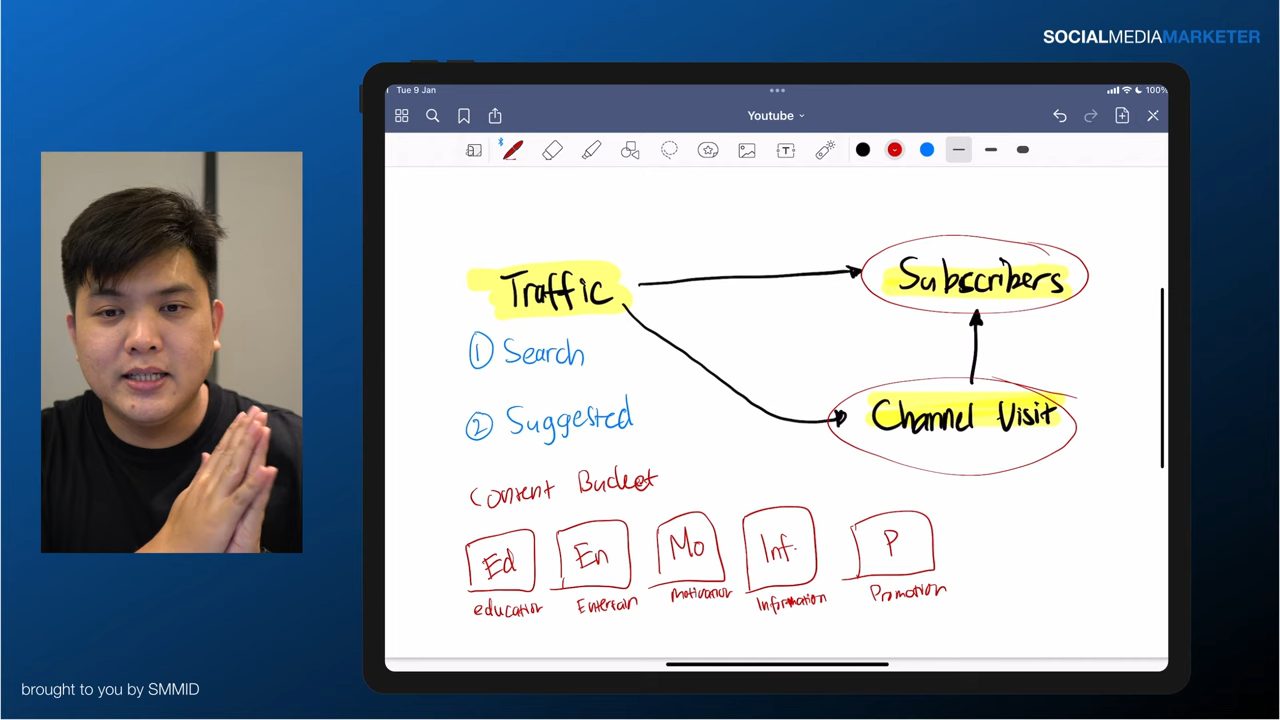 SOCIALMEDIAMARKETER
Tue 9 Jan
100%
Youtube
T
Traffic
Subscribers
① Search
Channel Visit
② Suggested
Content Bucket
Ed
En
Mo
Inf.
P
education
Entertain
Motivation
Information
Promotion
brought to you by SMMID